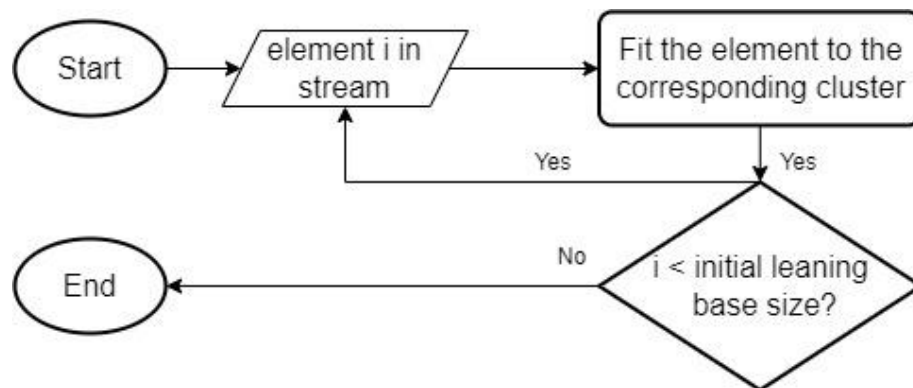 Start
element i in
stream
Fit the element to the
corresponding cluster
Yes
Yes
No
i < initial leaning
base size?
End